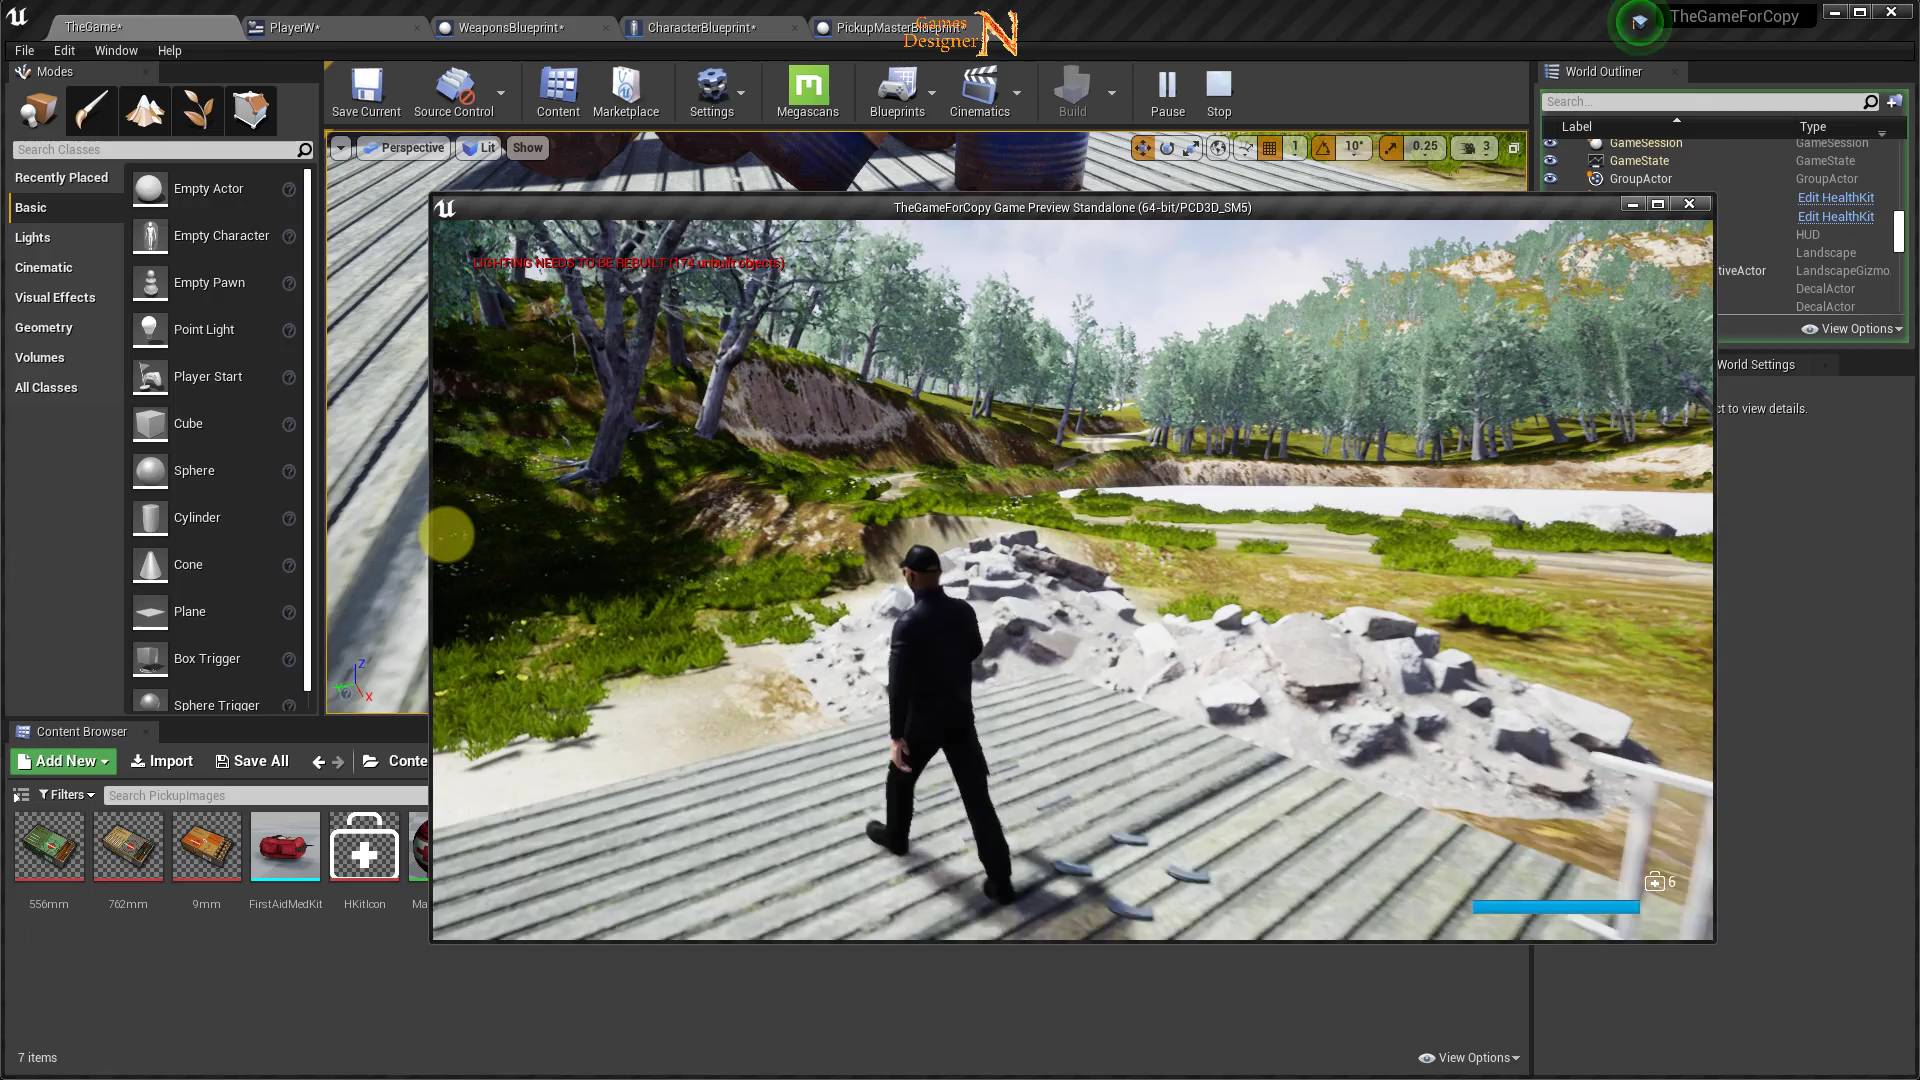 TheGame*
PlayerW*
WeaponsBlueprint*
CharacterBlueprint*
PickupMasterBlueprint*
Games
Designer
N
TheGameForCopy
File
Edit
Window
Help
Modes
Search Classes
Recently Placed
Basic
Lights
Cinematic
Visual Effects
Geometry
Volumes
All Classes
Empty Actor
Empty Character
Empty Pawn
Point Light
Player Start
Cube
Sphere
Cylinder
Cone
Plane
Box Trigger
Sphere Trigger
Save Current
Source Control
Content
Marketplace
Settings
Megascans
Blueprints
Cinematics
Build
Pause
Stop
Perspective
Lit
Show
1
10°
0.25
3
World Outliner
Search...
Label
Type
GameSession
GameSession
GameState
GameState
GroupActor
GroupActor
Edit HealthKit
Edit HealthKit
HUD
Landscape
tiveActor
LandscapeGizmo
DecalActor
DecalActor
View Options
World Settings
ct to view details.
TheGameForCopy Game Preview Standalone (64-bit/PCD3D_SM5)
LIGHTING NEEDS TO BE REBUILT (174 unbuilt objects)
6
Z
X
Content Browser
Add New
Import
Save All
Conte
Filters
Search PickupImages
556mm
762mm
9mm
FirstAidMedKit
HKitIcon
Ma
7 items
View Options